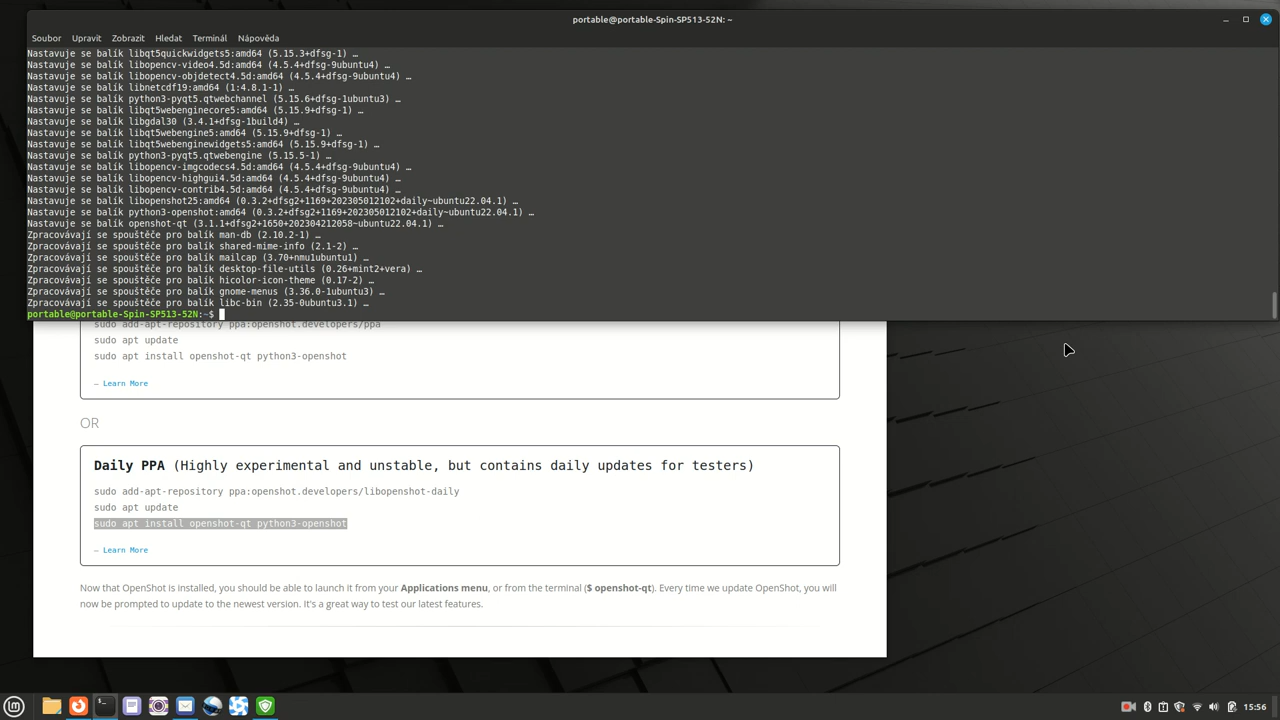 portable@portable-Spin-SP513-52N: ~
Soubor Upravit Zobrazit Hledat Terminál Nápověda
Nastavuje se balík libqt5quickwidgets5:amd64 (5.15.3+dfsg-1) …
Nastavuje se balík libopencv-video4.5d:amd64 (4.5.4+dfsg-9ubuntu4) …
Nastavuje se balík libopencv-objdetect4.5d:amd64 (4.5.4+dfsg-9ubuntu4) …
Nastavuje se balík libnetcdf19:amd64 (1:4.8.1-1) …
Nastavuje se balík python3-pyqt5.qtwebchannel (5.15.6+dfsg-1ubuntu3) …
Nastavuje se balík libqt5webenginecore5:amd64 (5.15.9+dfsg-1) …
Nastavuje se balík libgdal30 (3.4.1+dfsg-1build4) …
Nastavuje se balík libqt5webengine5:amd64 (5.15.9+dfsg-1) …
Nastavuje se balík libqt5webenginewidgets5:amd64 (5.15.9+dfsg-1) …
Nastavuje se balík python3-pyqt5.qtwebengine (5.15.5-1) …
Nastavuje se balík libopencv-imgcodecs4.5d:amd64 (4.5.4+dfsg-9ubuntu4) …
Nastavuje se balík libopencv-highgui4.5d:amd64 (4.5.4+dfsg-9ubuntu4) …
Nastavuje se balík libopencv-contrib4.5d:amd64 (4.5.4+dfsg-9ubuntu4) …
Nastavuje se balík libopenshot25:amd64 (0.3.2+dfsg2+1169+202305012102+daily~ubuntu22.04.1) …
Nastavuje se balík python3-openshot:amd64 (0.3.2+dfsg2+1169+202305012102+daily~ubuntu22.04.1) …
Nastavuje se balík openshot-qt (3.1.1+dfsg2+1650+202304212058~ubuntu22.04.1) …
Zpracovávají se spouštěče pro balík man-db (2.10.2-1) …
Zpracovávají se spouštěče pro balík shared-mime-info (2.1-2) …
Zpracovávají se spouštěče pro balík mailcap (3.70+nmu1ubuntu1) …
Zpracovávají se spouštěče pro balík desktop-file-utils (0.26+mint2+vera) …
Zpracovávají se spouštěče pro balík hicolor-icon-theme (0.17-2) …
Zpracovávají se spouštěče pro balík gnome-menus (3.36.0-1ubuntu3) …
Zpracovávají se spouštěče pro balík libc-bin (2.35-0ubuntu3.1) …
portable@portable-Spin-SP513-52N:~$
sudo add-apt-repository ppa:openshot.developers/ppa
sudo apt update
sudo apt install openshot-qt python3-openshot
– Learn More
OR
Daily PPA (Highly experimental and unstable, but contains daily updates for testers)
sudo add-apt-repository ppa:openshot.developers/libopenshot-daily
sudo apt update
sudo apt install openshot-qt python3-openshot
– Learn More
Now that OpenShot is installed, you should be able to launch it from your Applications menu, or from the terminal ($ openshot-qt). Every time we update OpenShot, you will
now be prompted to update to the newest version. It's a great way to test our latest features.
15:56